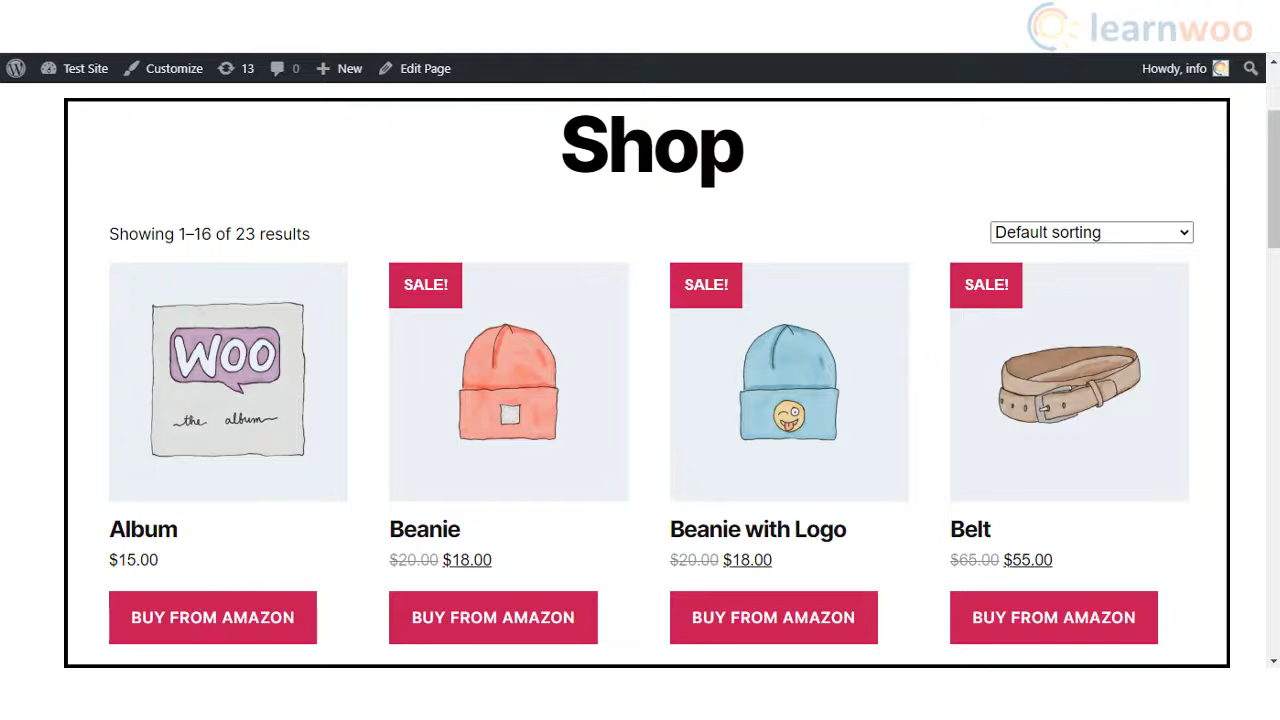 learnwoo
Test Site Customize 13 0 New Edit Page Howdy, info
Shop
Showing 1–16 of 23 results Default sorting
SALE! SALE! SALE!
WOO
the album
Album Beanie Beanie with Logo Belt
$15.00 $20.00 $18.00 $20.00 $18.00 $65.00 $55.00
BUY FROM AMAZON BUY FROM AMAZON BUY FROM AMAZON BUY FROM AMAZON